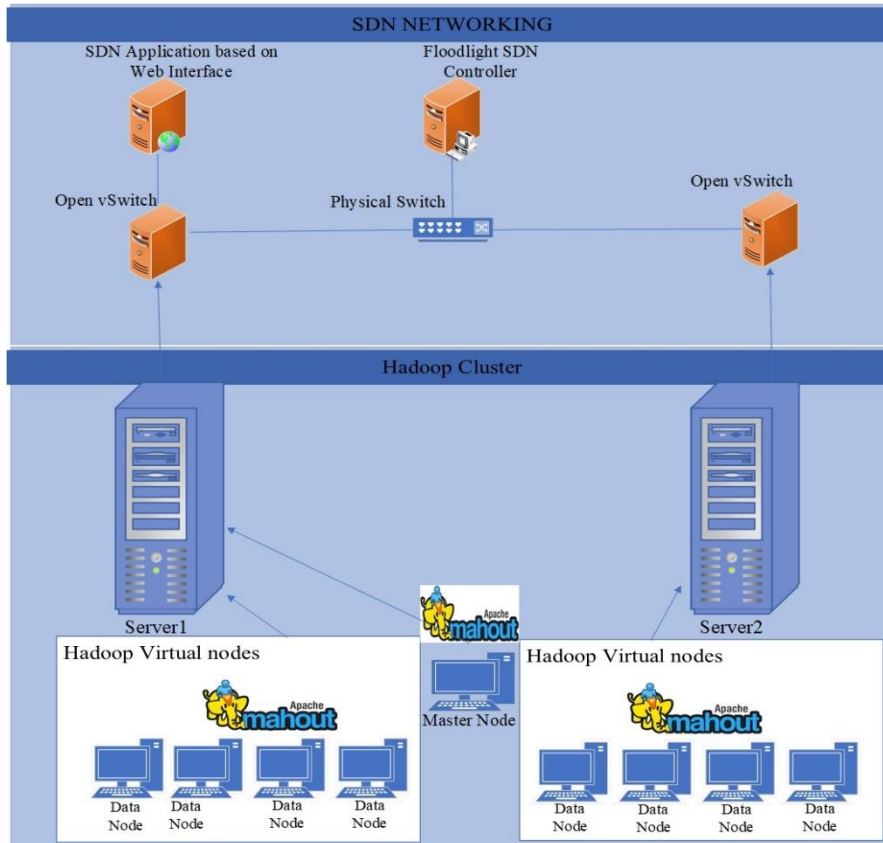 SDN NETWORKING
SDN Application based on
Web Interface
Floodlight SDN
Controller
Open vSwitch
Physical Switch
Open vSwitch
Hadoop Cluster
Server1
Server2
Apache
mahout
Master Node
Hadoop Virtual nodes
Apache
mahout
Data
Node
Data
Node
Data
Node
Data
Node
Hadoop Virtual nodes
Apache
mahout
Data
Node
Data
Node
Data
Node
Data
Node